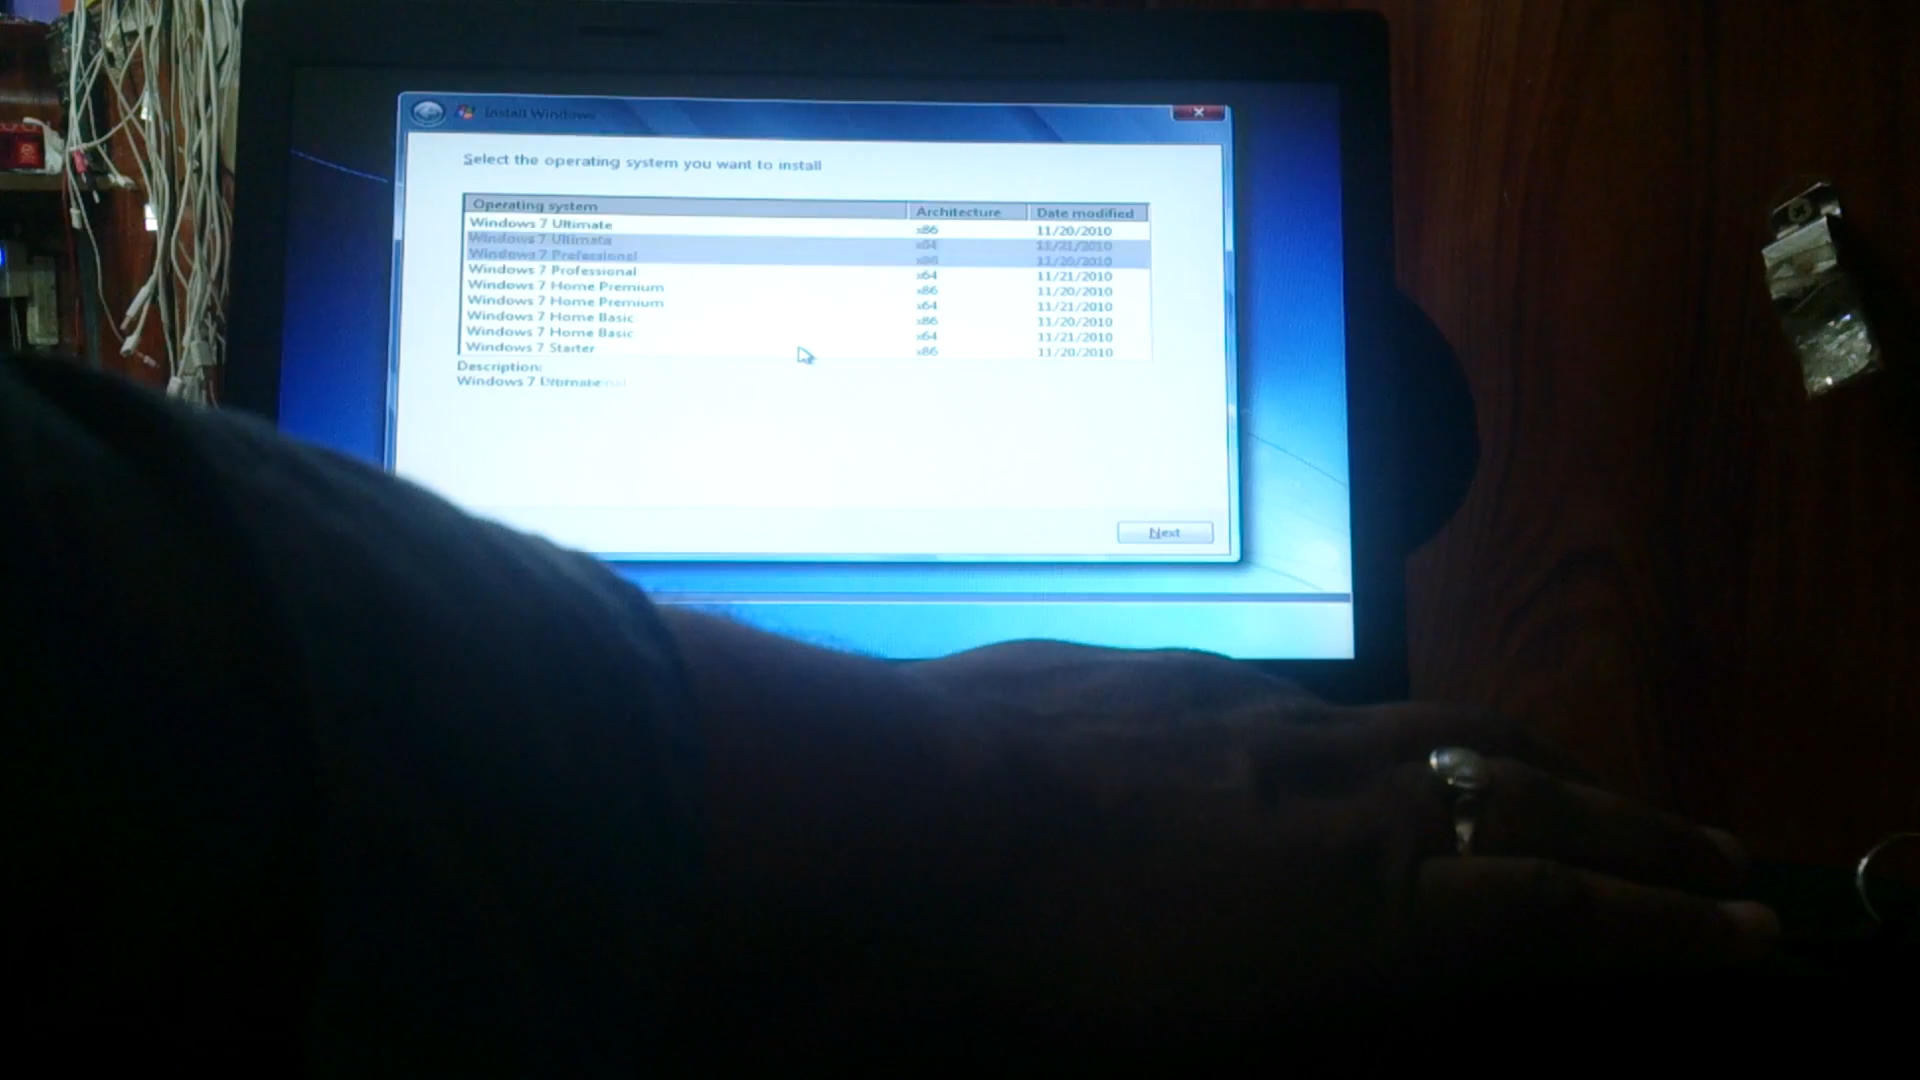 Install Windows
Select the operating system you want to install
Operating system Architecture Date modified
Windows 7 Ultimate x86 11/20/2010
Windows 7 Ultimate x64 11/21/2010
Windows 7 Professional x86 11/20/2010
Windows 7 Professional x64 11/21/2010
Windows 7 Home Premium x86 11/20/2010
Windows 7 Home Premium x64 11/21/2010
Windows 7 Home Basic x86 11/20/2010
Windows 7 Home Basic x64 11/21/2010
Windows 7 Starter x86 11/20/2010
Description:
Windows 7
Next